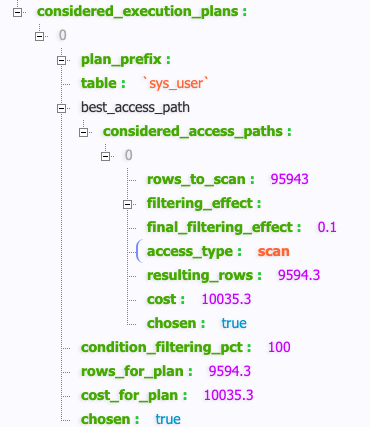 considered_execution_plans :
0
plan_prefix :
table : `sys_user`
best_access_path
considered_access_paths :
0
rows_to_scan : 95943
filtering_effect :
final_filtering_effect : 0.1
access_type : scan
resulting_rows : 9594.3
cost : 10035.3
chosen : true
condition_filtering_pct : 100
rows_for_plan : 9594.3
cost_for_plan : 10035.3
chosen : true